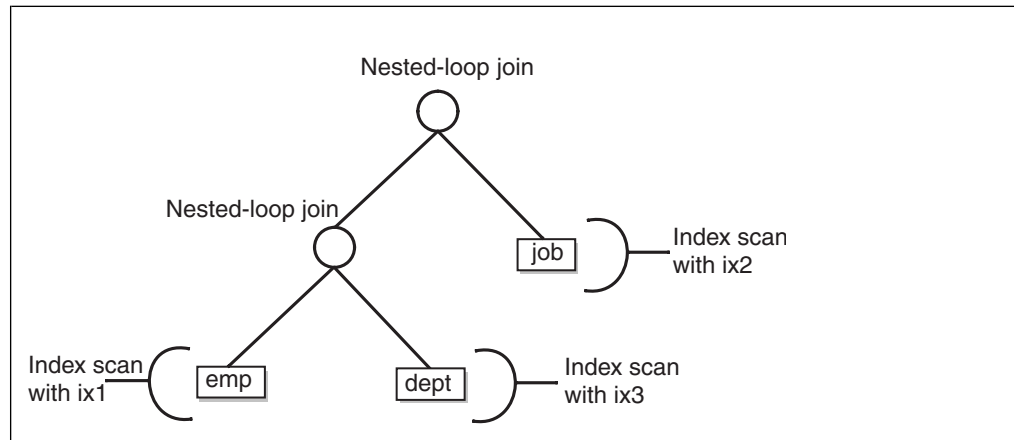 Nested-loop join
Nested-loop join
job
Index scan
with ix2
Index scan
with ix1
emp
dept
Index scan
with ix3